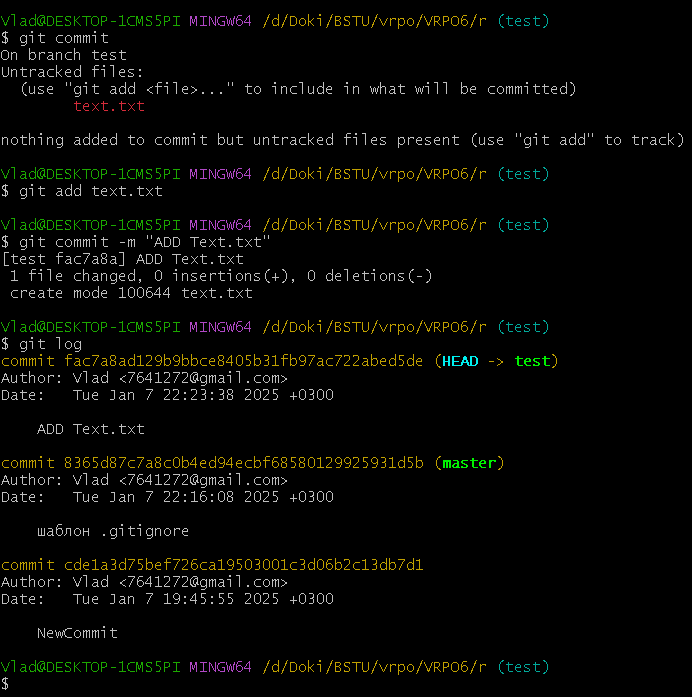 Vlad@DESKTOP-1CMS5PI MINGW64 /d/Doki/BSTU/vrpo/VRPO6/r (test)
$ git commit
On branch test
Untracked files:
  (use "git add <file>..." to include in what will be committed)
        text.txt

nothing added to commit but untracked files present (use "git add" to track)

Vlad@DESKTOP-1CMS5PI MINGW64 /d/Doki/BSTU/vrpo/VRPO6/r (test)
$ git add text.txt

Vlad@DESKTOP-1CMS5PI MINGW64 /d/Doki/BSTU/vrpo/VRPO6/r (test)
$ git commit -m "ADD Text.txt"
[test fac7a8a] ADD Text.txt
 1 file changed, 0 insertions(+), 0 deletions(-)
 create mode 100644 text.txt

Vlad@DESKTOP-1CMS5PI MINGW64 /d/Doki/BSTU/vrpo/VRPO6/r (test)
$ git log
commit fac7a8ad129b9bbce8405b31fb97ac722abed5de (HEAD -> test)
Author: Vlad <7641272@gmail.com>
Date:   Tue Jan 7 22:23:38 2025 +0300

    ADD Text.txt

commit 8365d87c7a8c0b4ed94ecbf68580129925931d5b (master)
Author: Vlad <7641272@gmail.com>
Date:   Tue Jan 7 22:16:08 2025 +0300

    шаблон .gitignore

commit cde1a3d75bef726ca19503001c3d06b2c13db7d1
Author: Vlad <7641272@gmail.com>
Date:   Tue Jan 7 19:45:55 2025 +0300

    NewCommit

Vlad@DESKTOP-1CMS5PI MINGW64 /d/Doki/BSTU/vrpo/VRPO6/r (test)
$